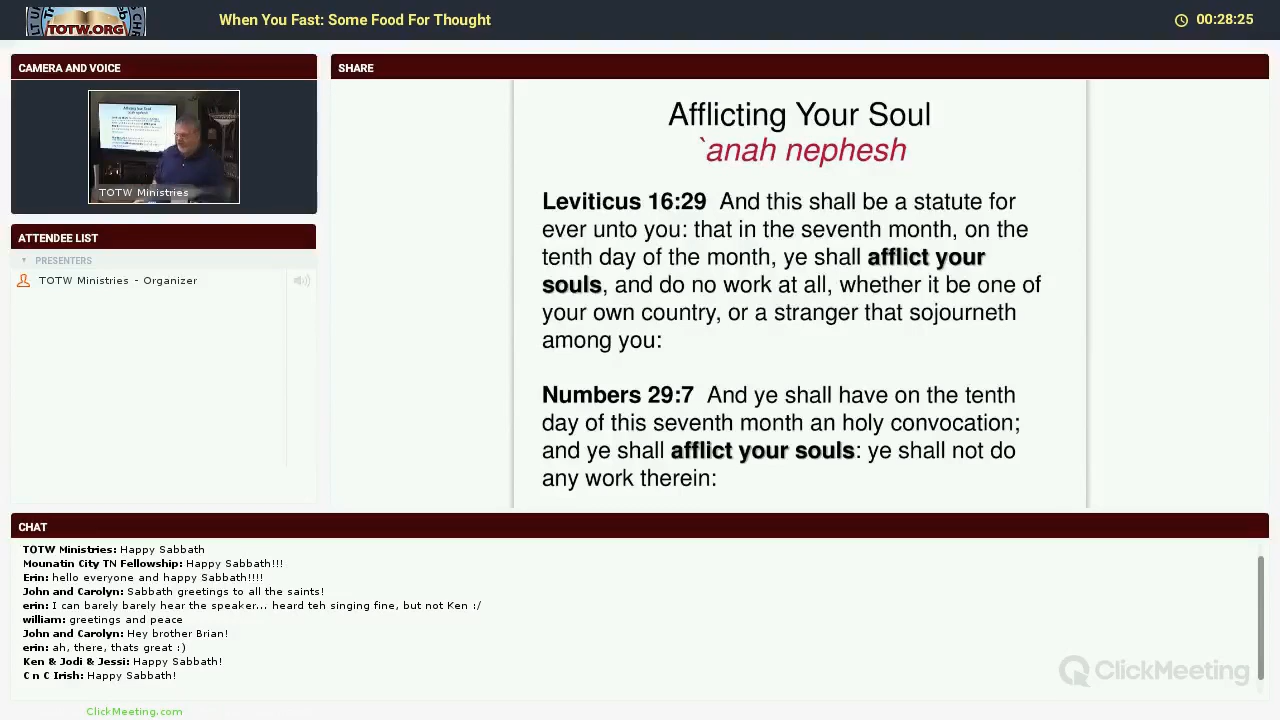 TOTW.ORG
When You Fast: Some Food For Thought
00:28:25
CAMERA AND VOICE
TOTW Ministries
ATTENDEE LIST
PRESENTERS
TOTW Ministries - Organizer
SHARE
Afflicting Your Soul
`anah nephesh
Leviticus 16:29 And this shall be a statute for
ever unto you: that in the seventh month, on the
tenth day of the month, ye shall afflict your
souls, and do no work at all, whether it be one of
your own country, or a stranger that sojourneth
among you:
Numbers 29:7 And ye shall have on the tenth
day of this seventh month an holy convocation;
and ye shall afflict your souls: ye shall not do
any work therein:
CHAT
TOTW Ministries: Happy Sabbath
Mounatin City TN Fellowship: Happy Sabbath!!!
Erin: hello everyone and happy Sabbath!!!!
John and Carolyn: Sabbath greetings to all the saints!
erin: I can barely barely hear the speaker... heard teh singing fine, but not Ken :/
william: greetings and peace
John and Carolyn: Hey brother Brian!
erin: ah, there, thats great :)
Ken & Jodi & Jessi: Happy Sabbath!
C n C Irish: Happy Sabbath!
ClickMeeting
ClickMeeting.com